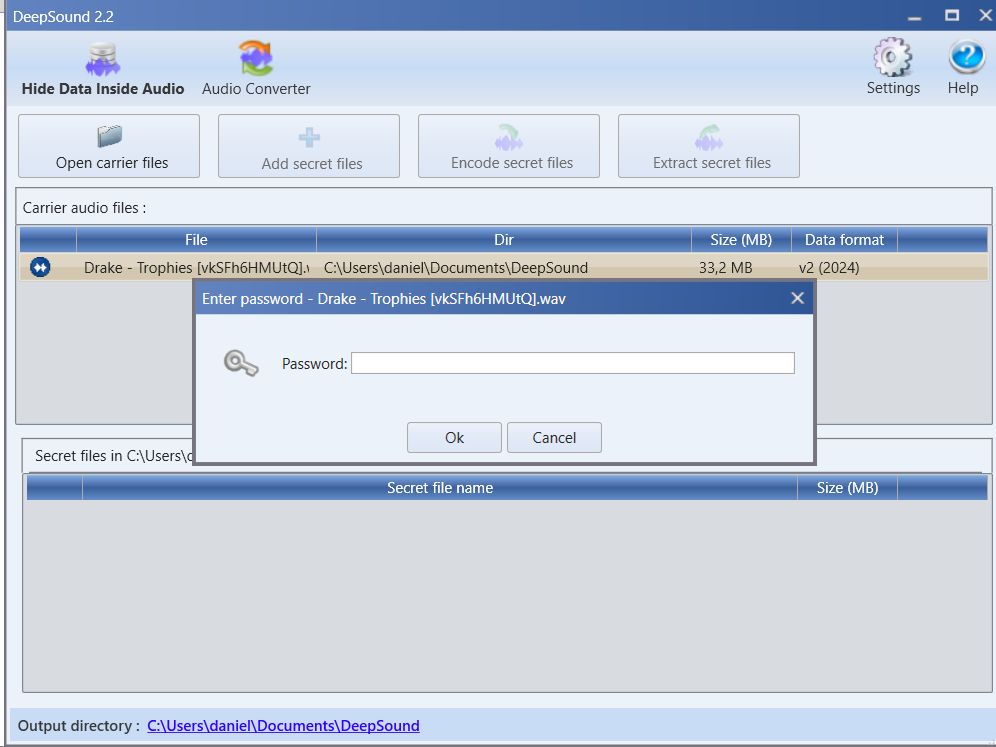 DeepSound 2.2
Hide Data Inside Audio
Audio Converter
Settings
Help
Open carrier files
Add secret files
Encode secret files
Extract secret files
Carrier audio files :
File
Dir
Size (MB)
Data format
Drake - Trophies [vkSFh6HMUtQ].
C:\Users\daniel\Documents\DeepSound
33,2 MB
v2 (2024)
Enter password - Drake - Trophies [vkSFh6HMUtQ].wav
Password:
Ok
Cancel
Secret files in C:\Users\
Secret file name
Size (MB)
Output directory : C:\Users\daniel\Documents\DeepSound